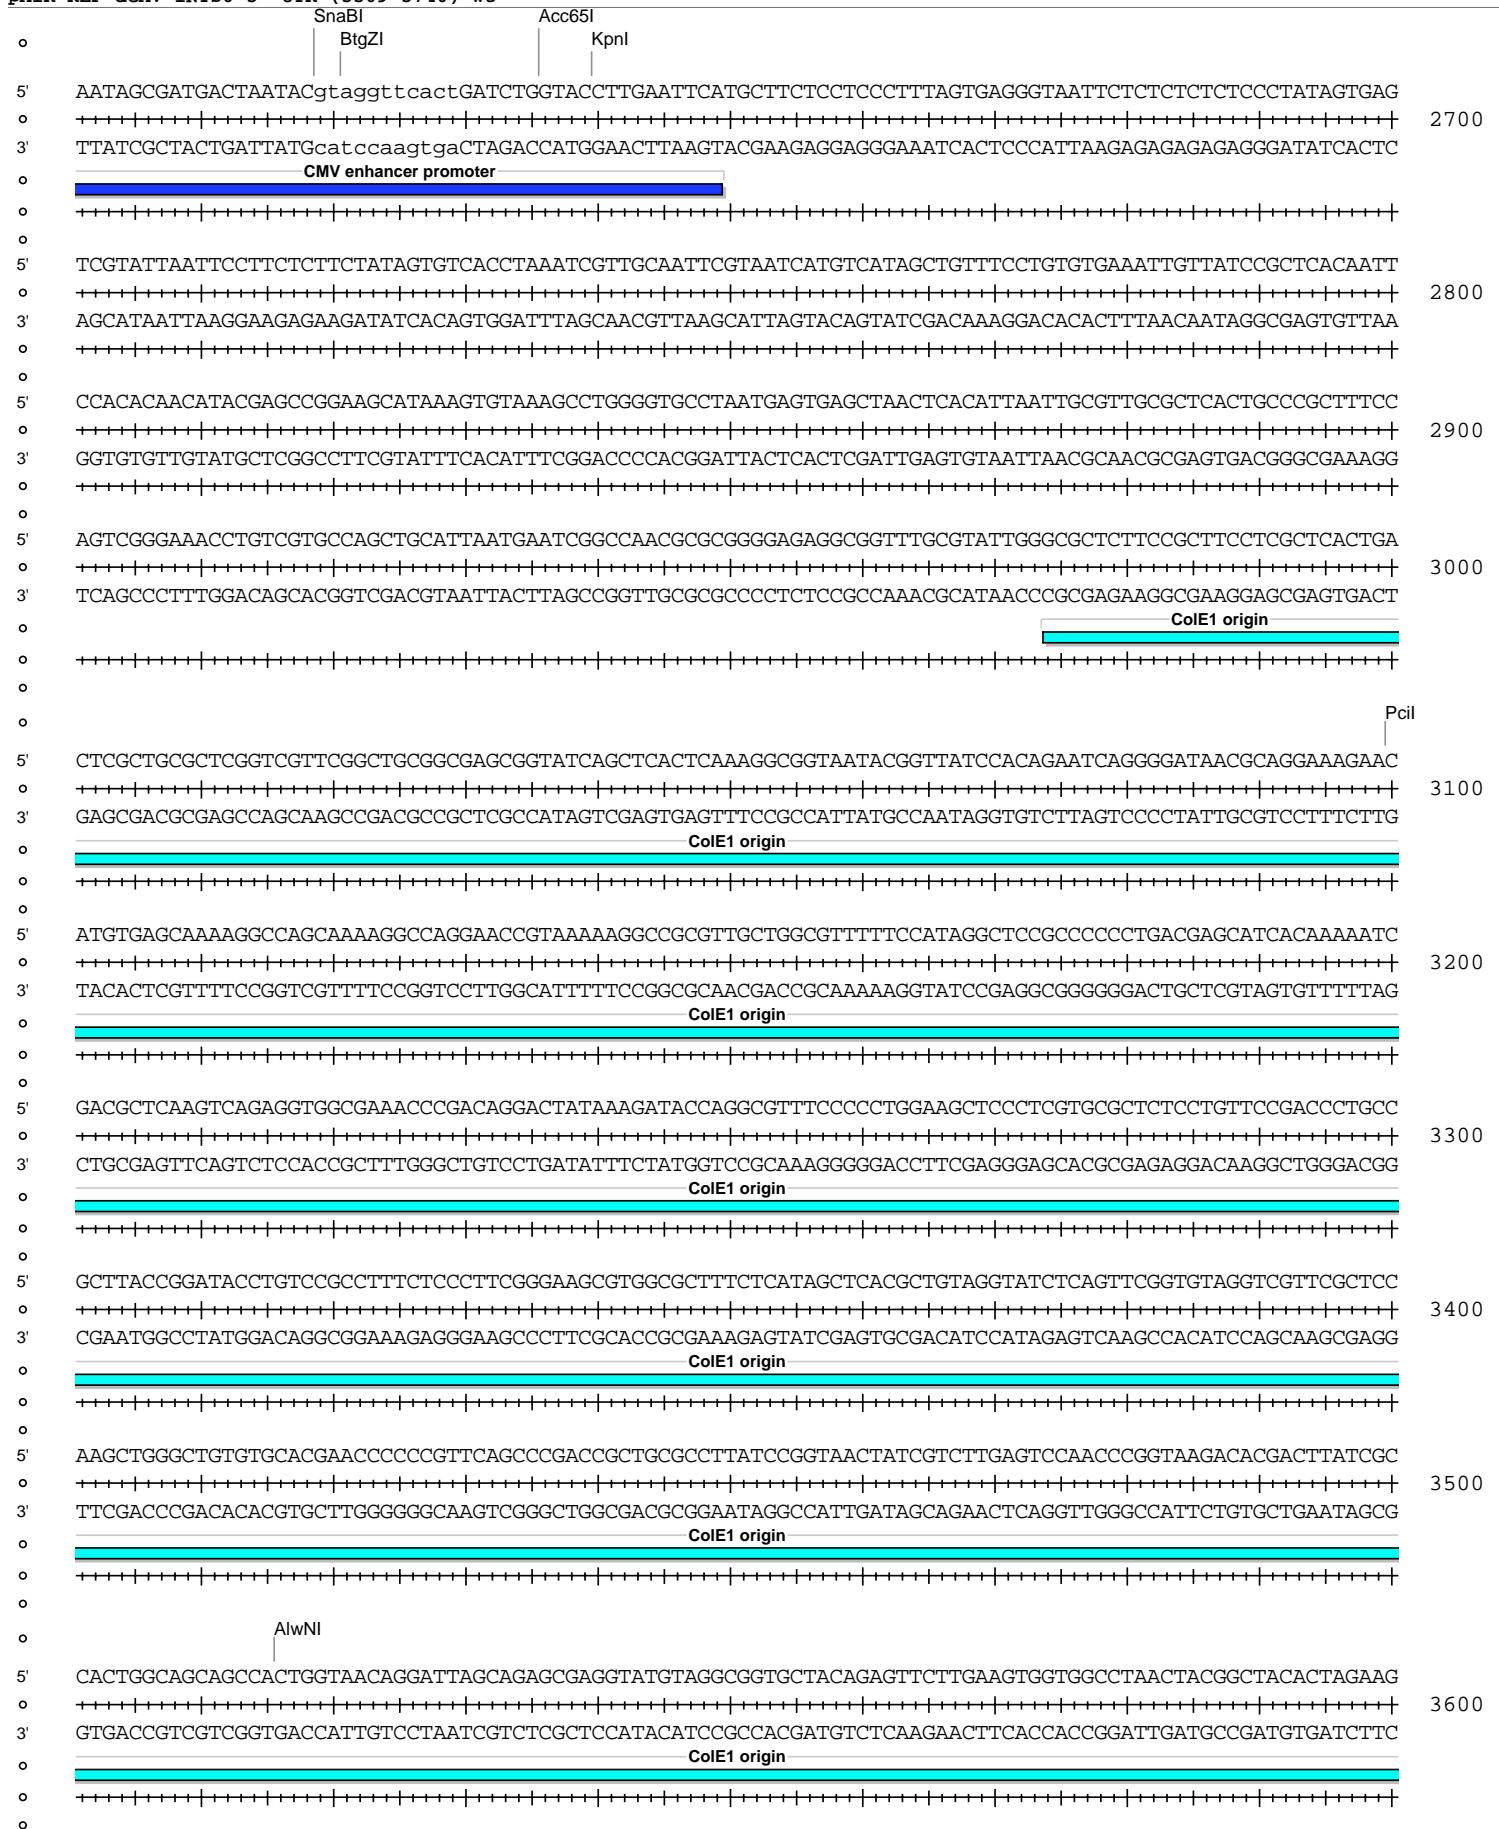 SnaBI Acc65I
BtgZI KpnI
5' AATAGCGATGACTAATACgtaggttcactGATCTGGTACCTTGAATTCATGCTTCTCCTCCCTTTAGTGAGGGTAATTCTCTCTCTCTCCCTATAGTGAG
2700
3' TTATCGCTACTGATTATGcatccaagtgaCTAGACCATGGAACTTAAGTACGAAGAGGAGGGAAATCACTCCCATTAAGAGAGAGAGAGGGATATCACTC
CMV enhancer promoter
5' TCGTATTAATTCCTTCTCTTCTATAGTGTCACCTAAATCGTTGCAATTCGTAATCATGTCATAGCTGTTTCCTGTGTGAAATTGTTATCCGCTCACAATT
2800
3' AGCATAATTAAGGAAGAGAAGATATCACAGTGGATTTAGCAACGTTAAGCATTAGTACAGTATCGACAAAGGACACACTTTAACAATAGGCGAGTGTTAA
5' CCACACAACATACGAGCCGGAAGCATAAAGTGTAAAGCCTGGGGTGCCTAATGAGTGAGCTAACTCACATTAATTGCGTTGCGCTCACTGCCCGCTTTCC
2900
3' GGTGTGTTGTATGCTCGGCCTTCGTATTTCACATTTCGGACCCCACGGATTACTCACTCGATTGAGTGTAATTAACGCAACGCGAGTGACGGGCGAAAGG
5' AGTCGGGAAACCTGTCGTGCCAGCTGCATTAATGAATCGGCCAACGCGCGGGGAGAGGCGGTTTGCGTATTGGGCGCTCTTCCGCTTCCTCGCTCACTGA
3000
3' TCAGCCCTTTGGACAGCACGGTCGACGTAATTACTTAGCCGGTTGCGCGCCCCTCTCCGCCAAACGCATAACCCGCGAGAAGGCGAAGGAGCGAGTGACT
ColE1 origin
PciI
5' CTCGCTGCGCTCGGTCGTTCGGCTGCGGCGAGCGGTATCAGCTCACTCAAAGGCGGTAATACGGTTATCCACAGAATCAGGGGATAACGCAGGAAAGAAC
3100
3' GAGCGACGCGAGCCAGCAAGCCGACGCCGCTCGCCATAGTCGAGTGAGTTTCCGCCATTATGCCAATAGGTGTCTTAGTCCCCTATTGCGTCCTTTCTTG
ColE1 origin
5' ATGTGAGCAAAAGGCCAGCAAAAGGCCAGGAACCGTAAAAAGGCCGCGTTGCTGGCGTTTTTCCATAGGCTCCGCCCCCCTGACGAGCATCACAAAAATC
3200
3' TACACTCGTTTTCCGGTCGTTTTCCGGTCCTTGGCATTTTTCCGGCGCAACGACCGCAAAAAGGTATCCGAGGCGGGGGGACTGCTCGTAGTGTTTTTAG
ColE1 origin
5' GACGCTCAAGTCAGAGGTGGCGAAACCCGACAGGACTATAAAGATACCAGGCGTTTCCCCCTGGAAGCTCCCTCGTGCGCTCTCCTGTTCCGACCCTGCC
3300
3' CTGCGAGTTCAGTCTCCACCGCTTTGGGCTGTCCTGATATTTCTATGGTCCGCAAAGGGGGACCTTCGAGGGAGCACGCGAGAGGACAAGGCTGGGACGG
ColE1 origin
5' GCTTACCGGATACCTGTCCGCCTTTCTCCCTTCGGGAAGCGTGGCGCTTTCTCATAGCTCACGCTGTAGGTATCTCAGTTCGGTGTAGGTCGTTCGCTCC
3400
3' CGAATGGCCTATGGACAGGCGGAAAGAGGGAAGCCCTTCGCACCGCGAAAGAGTATCGAGTGCGACATCCATAGAGTCAAGCCACATCCAGCAAGCGAGG
ColE1 origin
5' AAGCTGGGCTGTGTGCACGAACCCCCCGTTCAGCCCGACCGCTGCGCCTTATCCGGTAACTATCGTCTTGAGTCCAACCCGGTAAGACACGACTTATCGC
3500
3' TTCGACCCGACACACGTGCTTGGGGGGCAAGTCGGGCTGGCGACGCGGAATAGGCCATTGATAGCAGAACTCAGGTTGGGCCATTCTGTGCTGAATAGCG
ColE1 origin
AlwNI
5' CACTGGCAGCAGCCACTGGTAACAGGATTAGCAGAGCGAGGTATGTAGGCGGTGCTACAGAGTTCTTGAAGTGGTGGCCTAACTACGGCTACACTAGAAG
3600
3' GTGACCGTCGTCGGTGACCATTGTCCTAATCGTCTCGCTCCATACATCCGCCACGATGTCTCAAGAACTTCACCACCGGATTGATGCCGATGTGATCTTC
ColE1 origin